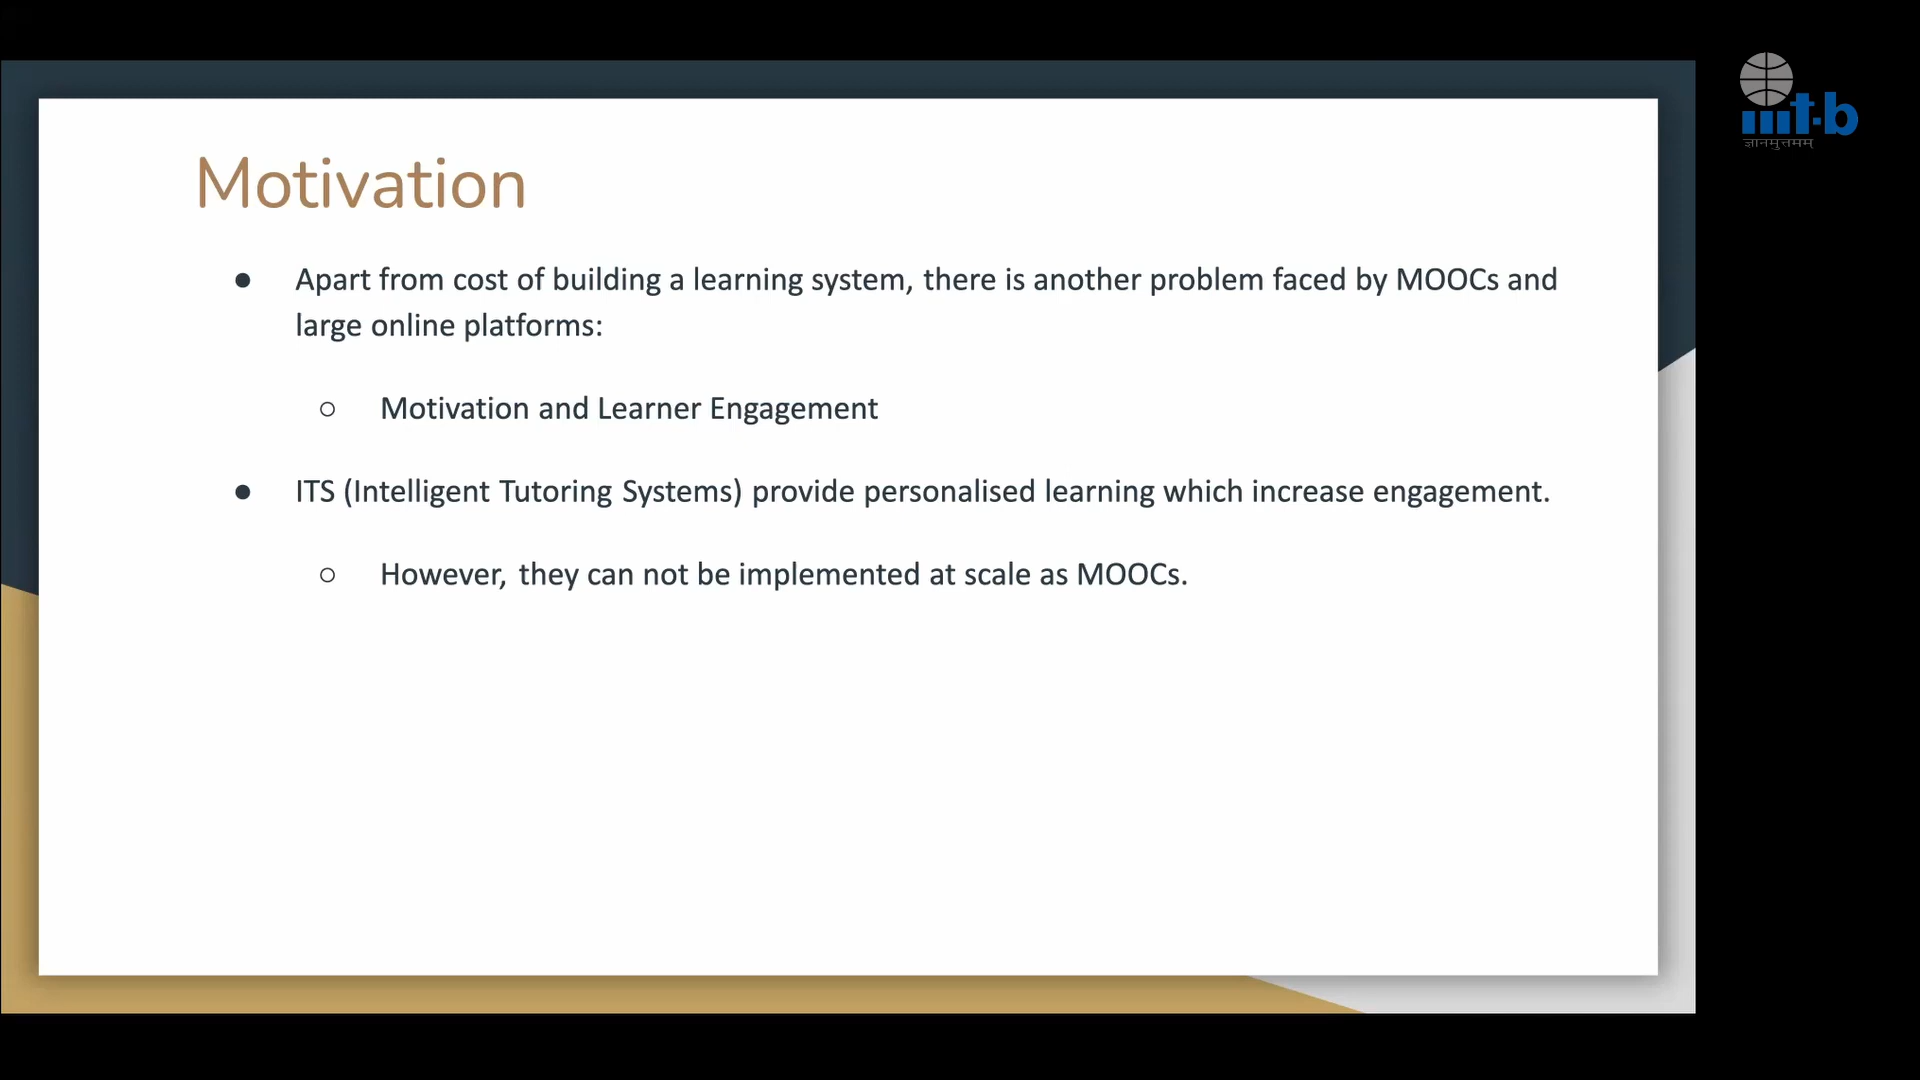 Motivation
● Apart from cost of building a learning system, there is another problem faced by MOOCs and
large online platforms:
○ Motivation and Learner Engagement
● ITS (Intelligent Tutoring Systems) provide personalised learning which increase engagement.
○ However, they can not be implemented at scale as MOOCs.
iiit-b
ज्ञानमुत्तमम्